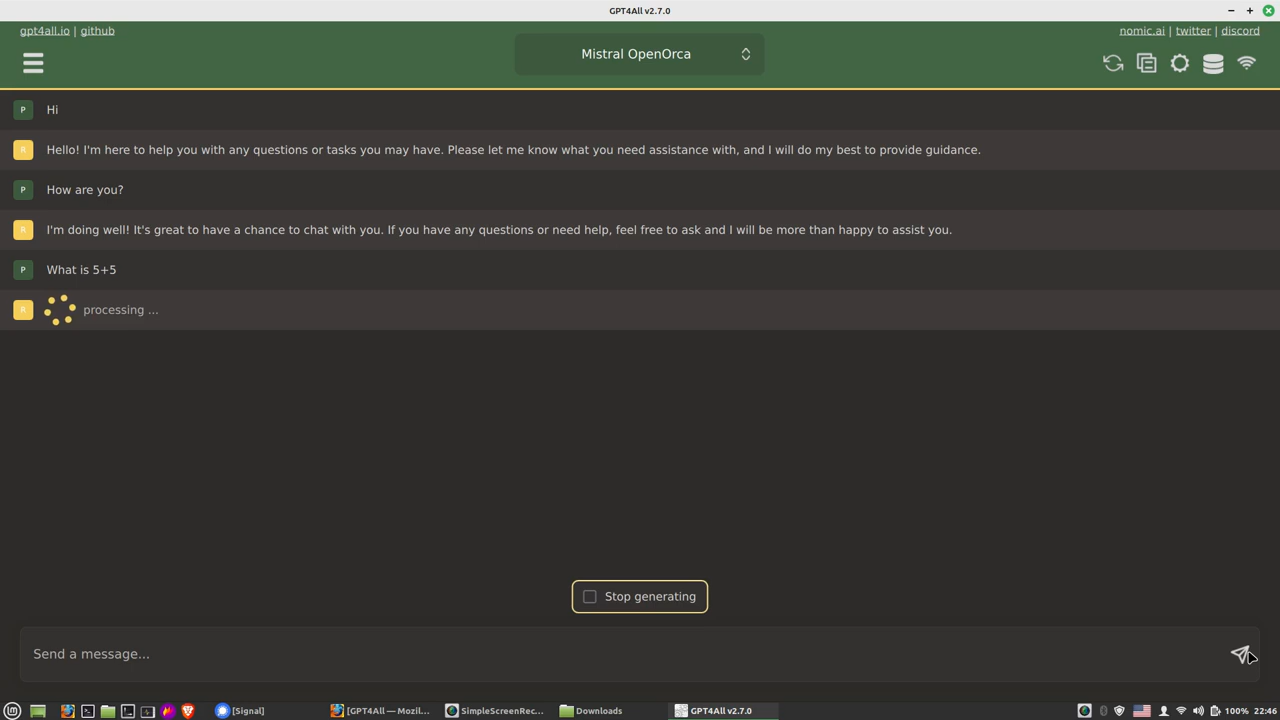 GPT4All v2.7.0
gpt4all.io | github
nomic.ai | twitter | discord
Mistral OpenOrca
P Hi
R Hello! I'm here to help you with any questions or tasks you may have. Please let me know what you need assistance with, and I will do my best to provide guidance.
P How are you?
R I'm doing well! It's great to have a chance to chat with you. If you have any questions or need help, feel free to ask and I will be more than happy to assist you.
P What is 5+5
R processing ...
Stop generating
Send a message...
[Signal] [GPT4All — Mozil... SimpleScreenRec... Downloads GPT4All v2.7.0 100% 22:46